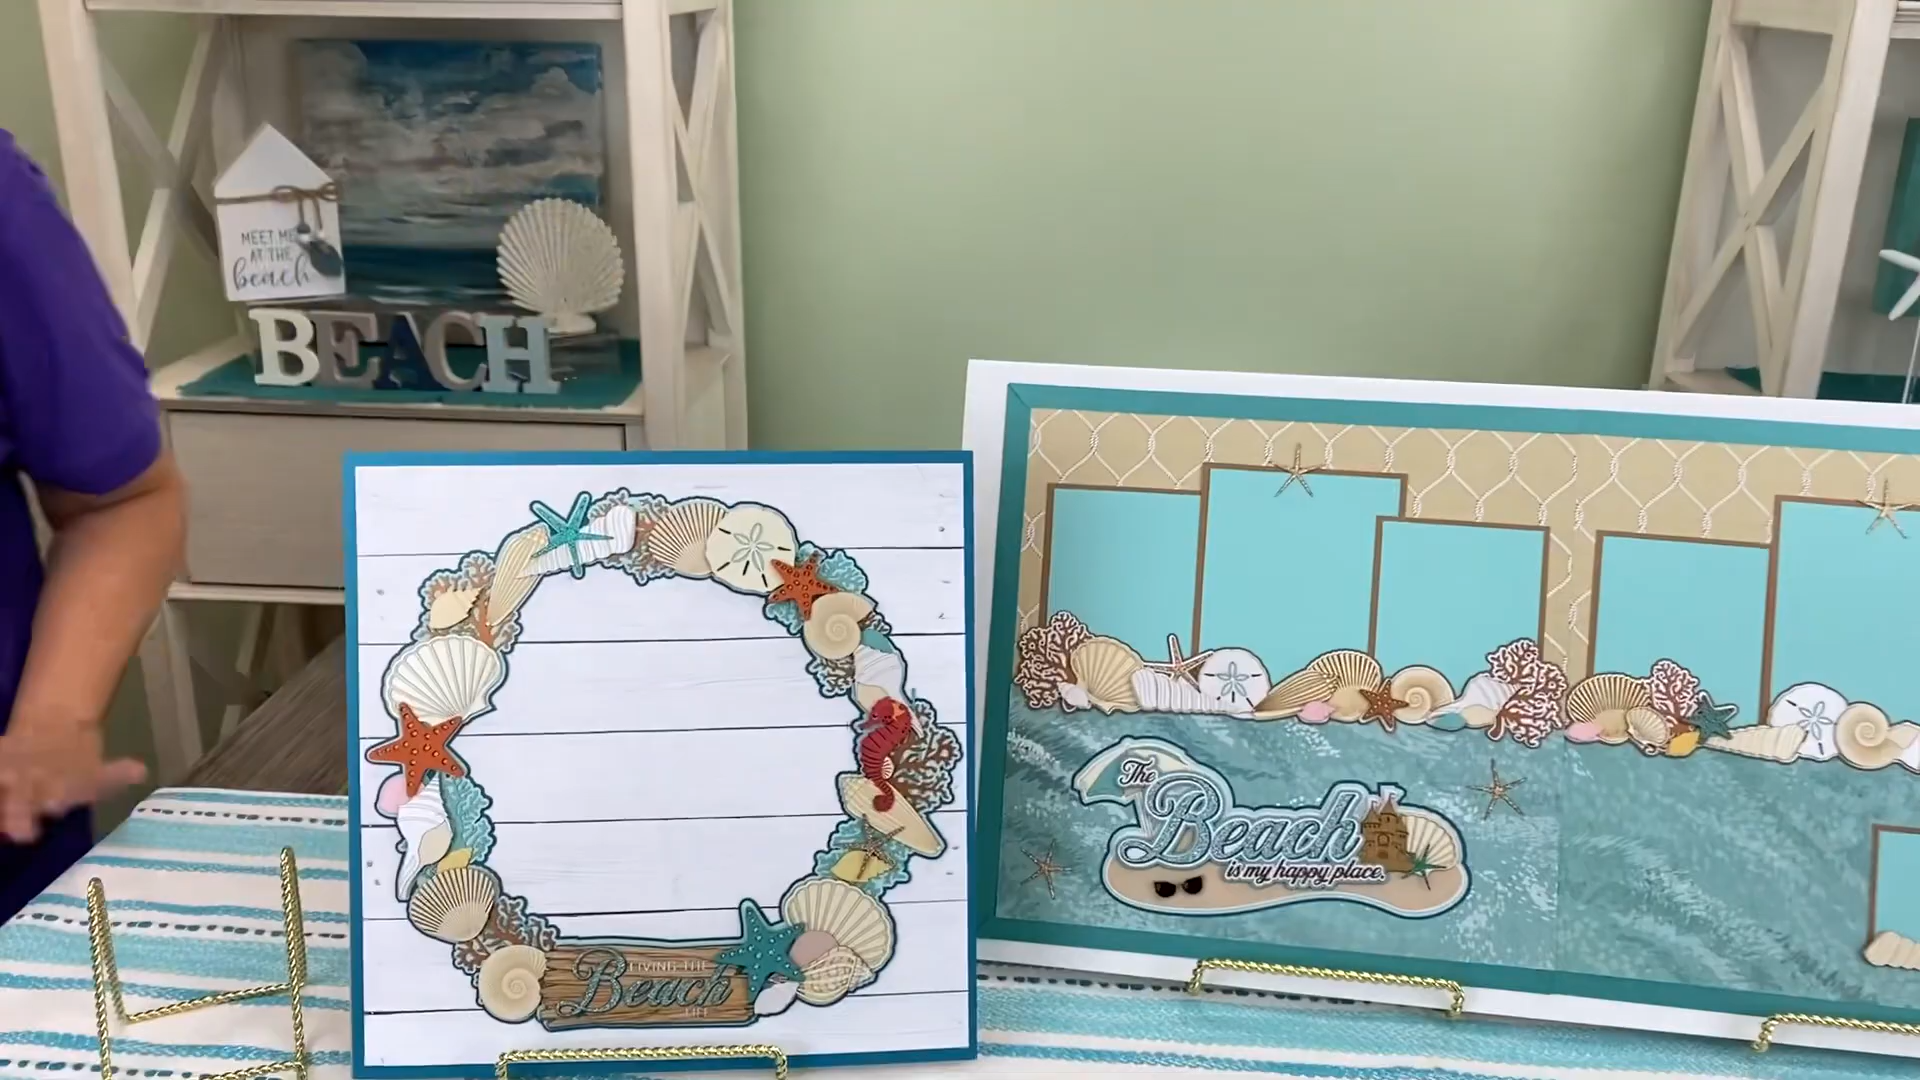 MEET ME
AT THE
beach
BEACH
LIVING THE
Beach
LIFE
The
Beach
is my happy place.